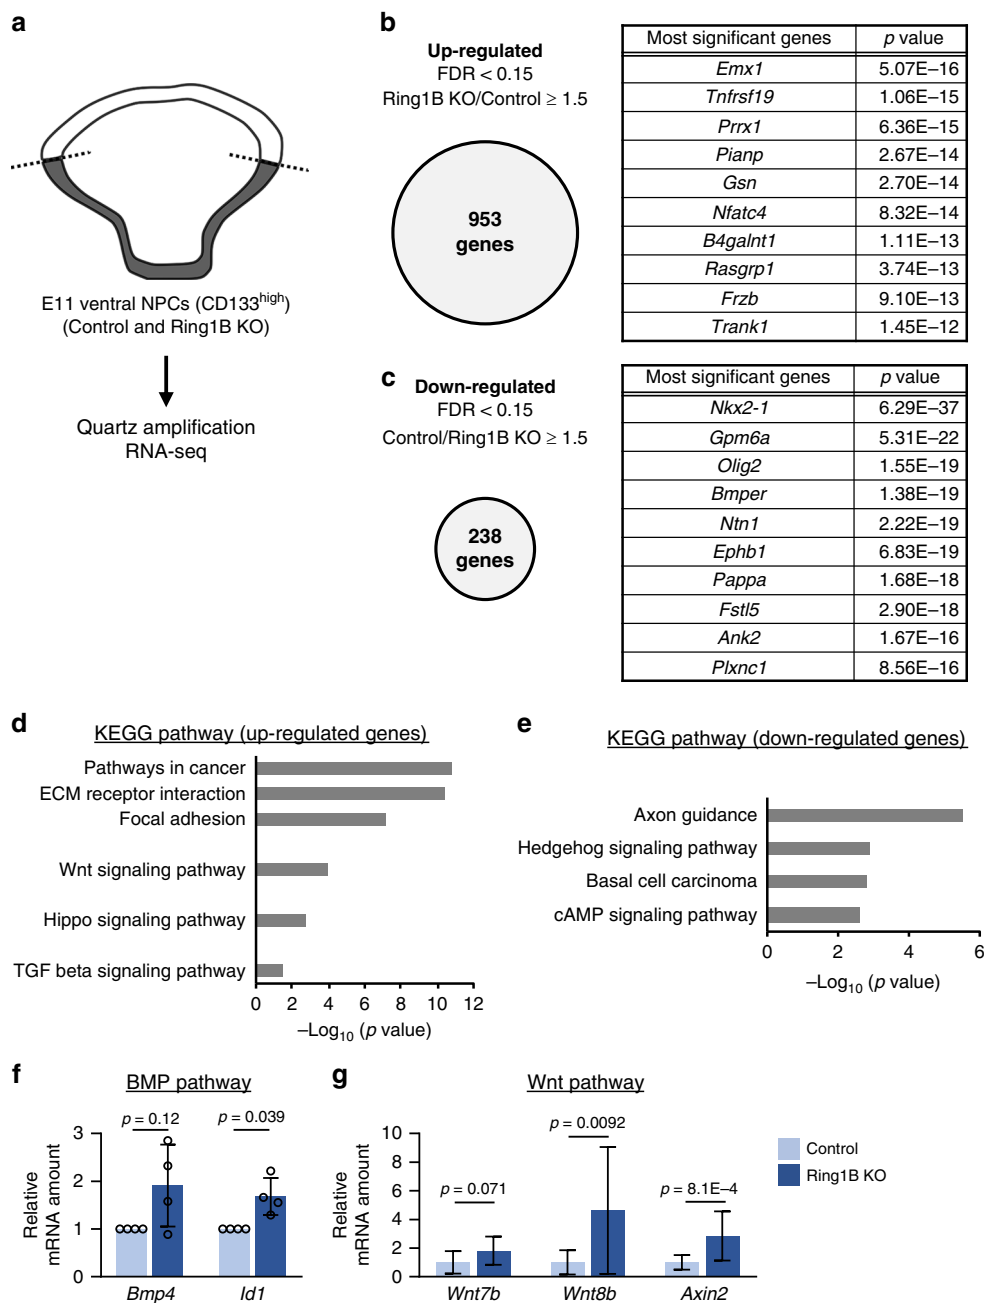 a
E11 ventral NPCs (CD133high)
(Control and Ring1B KO)
Quartz amplification
RNA-seq
b
Up-regulated
FDR < 0.15
Ring1B KO/Control ≥ 1.5
953
genes
Most significant genes p value
Emx1 5.07E–16
Tnfrsf19 1.06E–15
Prrx1 6.36E–15
Pianp 2.67E–14
Gsn 2.70E–14
Nfatc4 8.32E–14
B4galnt1 1.11E–13
Rasgrp1 3.74E–13
Frzb 9.10E–13
Trank1 1.45E–12
c
Down-regulated
FDR < 0.15
Control/Ring1B KO ≥ 1.5
238
genes
Most significant genes p value
Nkx2-1 6.29E–37
Gpm6a 5.31E–22
Olig2 1.55E–19
Bmper 1.38E–19
Ntn1 2.22E–19
Ephb1 6.83E–19
Pappa 1.68E–18
Fstl5 2.90E–18
Ank2 1.67E–16
Plxnc1 8.56E–16
d
KEGG pathway (up-regulated genes)
Pathways in cancer
ECM receptor interaction
Focal adhesion
Wnt signaling pathway
Hippo signaling pathway
TGF beta signaling pathway
0 2 4 6 8 10 12
–Log10 (p value)
e
KEGG pathway (down-regulated genes)
Axon guidance
Hedgehog signaling pathway
Basal cell carcinoma
cAMP signaling pathway
0 2 4 6
–Log10 (p value)
f
BMP pathway
p = 0.12 p = 0.039
Relative
mRNA amount
3
2
1
0
Bmp4 Id1
g
Wnt pathway
p = 0.071
p = 0.0092
p = 8.1E–4
Relative
mRNA amount
10
8
6
4
2
0
Wnt7b Wnt8b Axin2
Control
Ring1B KO